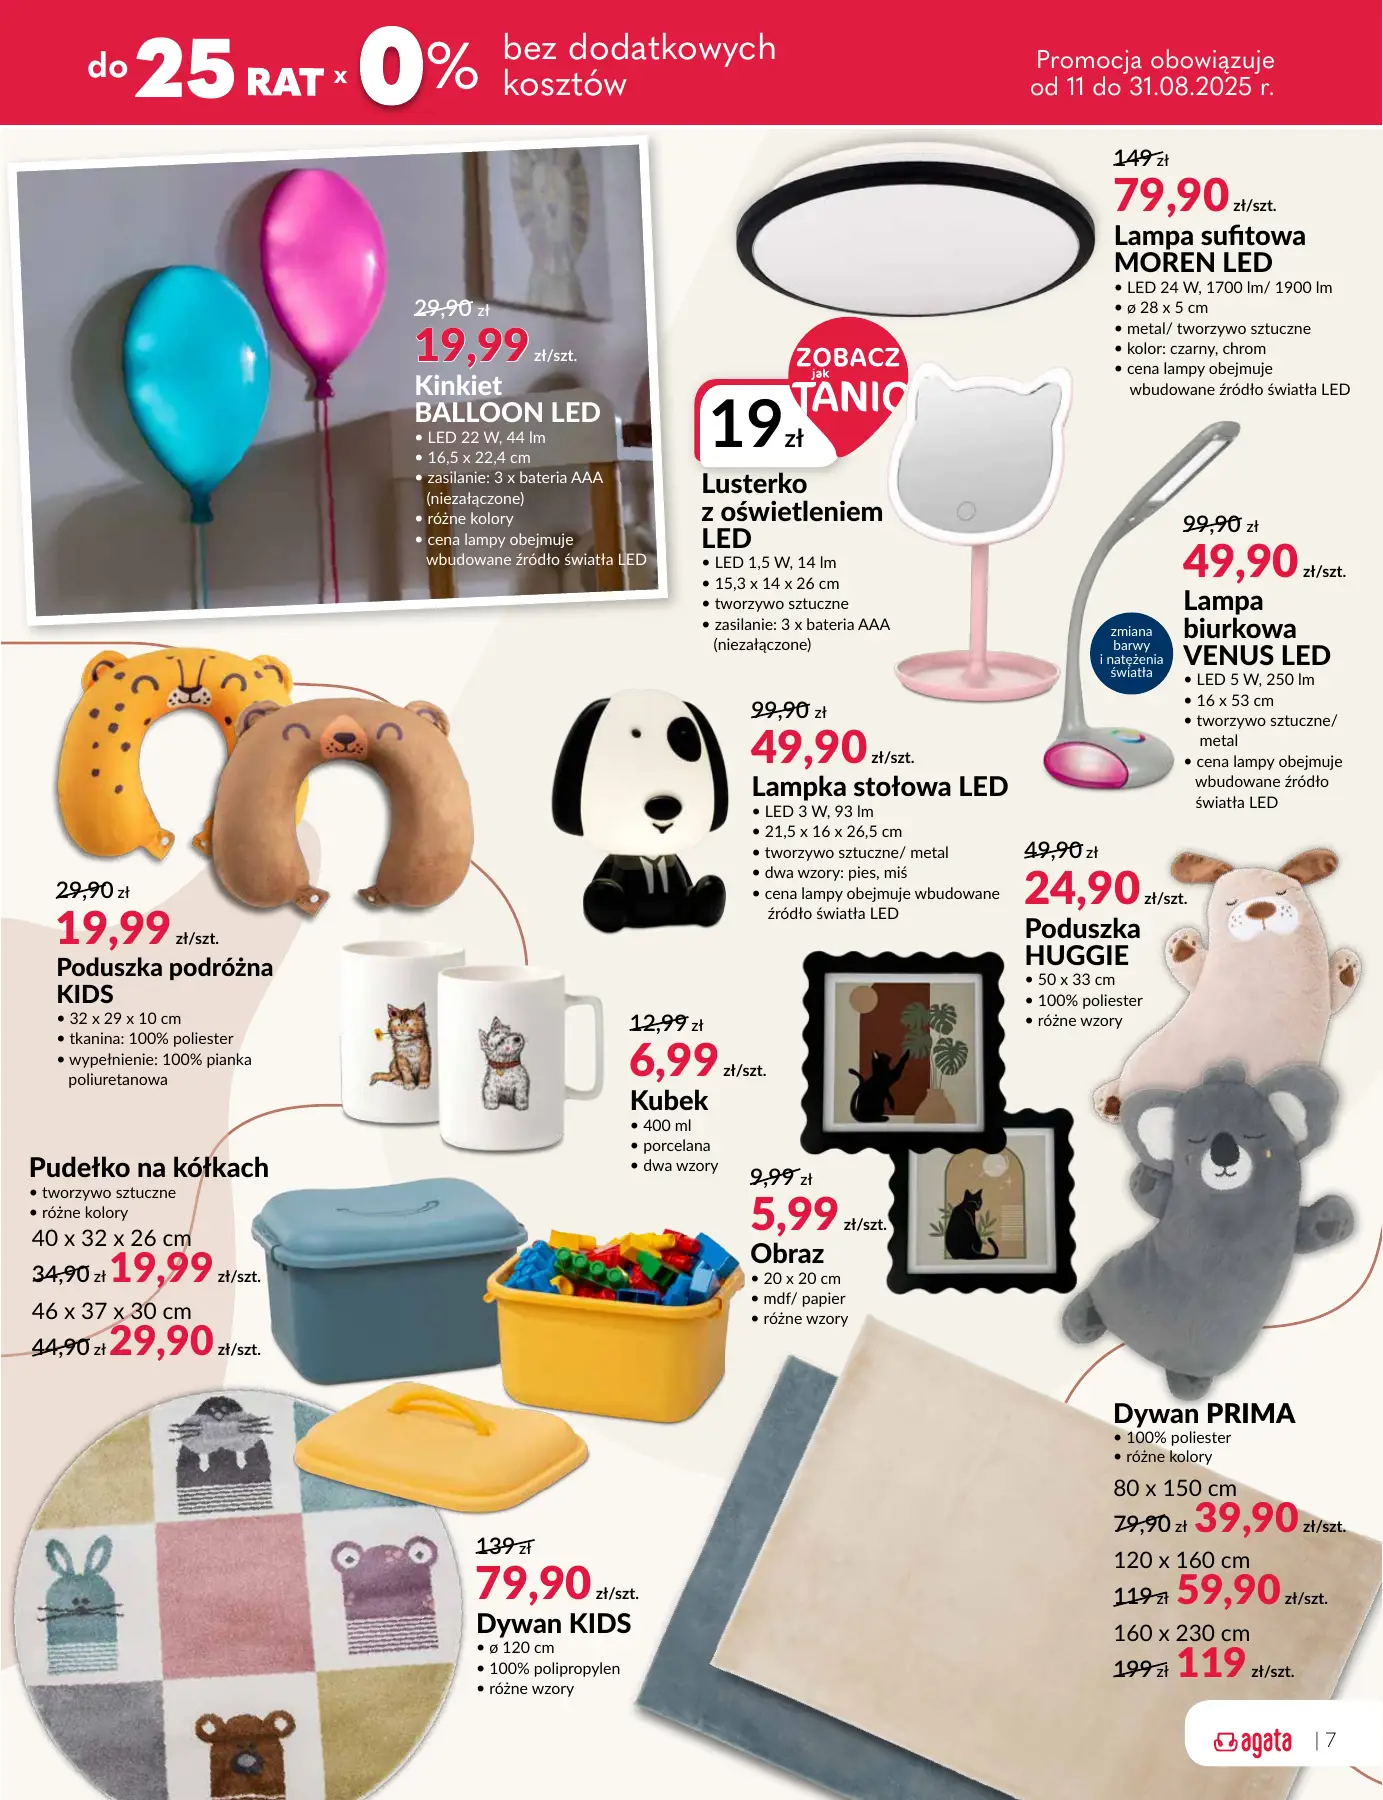 do 25 RAT x 0%
bez dodatkowych
kosztów
Promocja obowiązuje
od 11 do 31.08.2025 r.
29,90 zł
19,99 zł/szt.
Kinkiet
BALLOON LED
• LED 22 W, 44 lm
• 16,5 x 22,4 cm
• zasilanie: 3 x bateria AAA
(niezałączone)
• różne kolory
• cena lampy obejmuje
wbudowane źródło światła LED
149 zł
79,90 zł/szt.
Lampa sufitowa
MOREN LED
• LED 24 W, 1700 lm/ 1900 lm
• ø 28 x 5 cm
• metal/ tworzywo sztuczne
• kolor: czarny, chrom
• cena lampy obejmuje
wbudowane źródło światła LED
ZOBACZ
jak
TANIO
19 zł
Lusterko
z oświetleniem
LED
• LED 1,5 W, 14 lm
• 15,3 x 14 x 26 cm
• tworzywo sztuczne
• zasilanie: 3 x bateria AAA
(niezałączone)
99,90 zł
49,90 zł/szt.
Lampa
biurkowa
VENUS LED
• LED 5 W, 250 lm
• 16 x 53 cm
• tworzywo sztuczne/
metal
• cena lampy obejmuje
wbudowane źródło
światła LED
zmiana
barwy
i natężenia
światła
99,90 zł
49,90 zł/szt.
Lampka stołowa LED
• LED 3 W, 93 lm
• 21,5 x 16 x 26,5 cm
• tworzywo sztuczne/ metal
• dwa wzory: pies, miś
• cena lampy obejmuje wbudowane
źródło światła LED
29,90 zł
19,99 zł/szt.
Poduszka podróżna
KIDS
• 32 x 29 x 10 cm
• tkanina: 100% poliester
• wypełnienie: 100% pianka
poliuretanowa
49,90 zł
24,90 zł/szt.
Poduszka
HUGGIE
• 50 x 33 cm
• 100% poliester
• różne wzory
12,99 zł
6,99 zł/szt.
Kubek
• 400 ml
• porcelana
• dwa wzory
9,99 zł
5,99 zł/szt.
Obraz
• 20 x 20 cm
• mdf/ papier
• różne wzory
Pudełko na kółkach
• tworzywo sztuczne
• różne kolory
40 x 32 x 26 cm
34,90 zł 19,99 zł/szt.
46 x 37 x 30 cm
44,90 zł 29,90 zł/szt.
139 zł
79,90 zł/szt.
Dywan KIDS
• ø 120 cm
• 100% polipropylen
• różne wzory
Dywan PRIMA
• 100% poliester
• różne kolory
80 x 150 cm
79,90 zł 39,90 zł/szt.
120 x 160 cm
119 zł 59,90 zł/szt.
160 x 230 cm
199 zł 119 zł/szt.
agata | 7